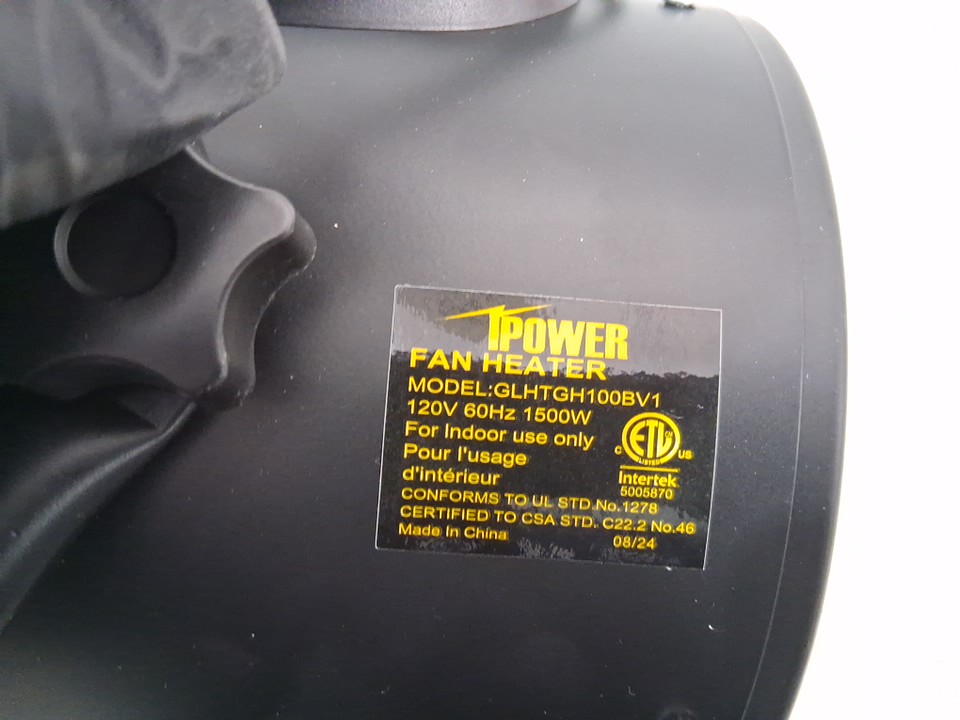 iPOWER
FAN HEATER
MODEL:GLHTGH100BV1
120V 60Hz 1500W
For Indoor use only
Pour l'usage
d'intérieur
C ETL CM US
LISTED
Intertek
5005870
CONFORMS TO UL STD.No.1278
CERTIFIED TO CSA STD. C22.2 No.46
Made In China
08/24